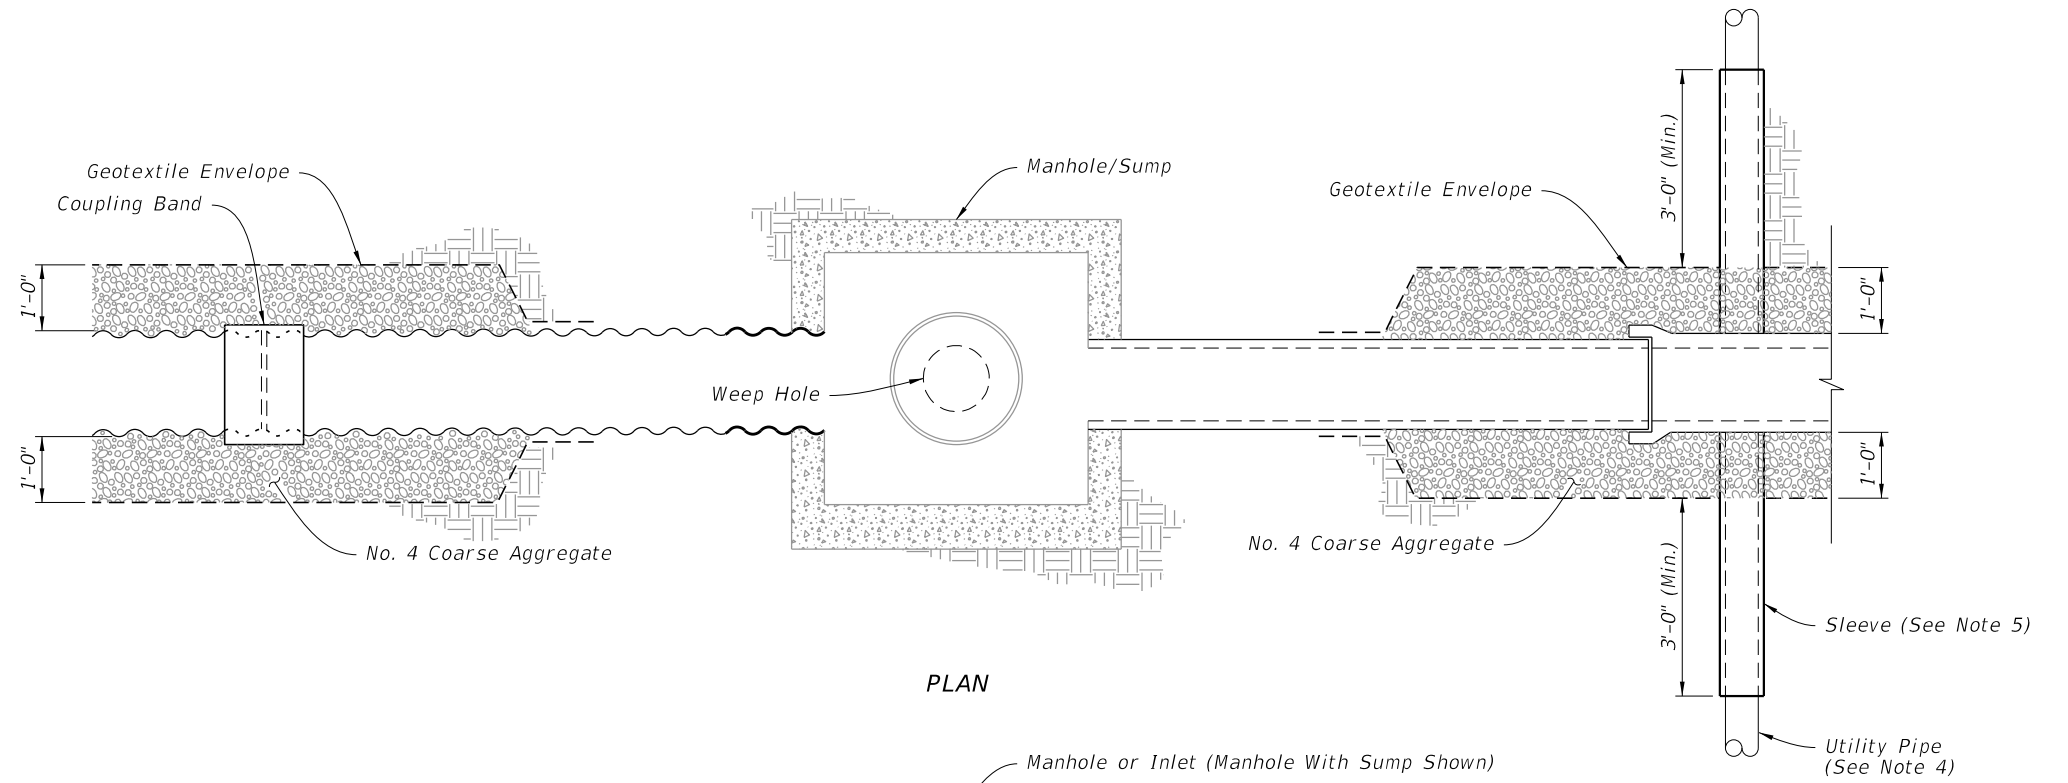 Geotextile Envelope
Coupling Band
1'-0"
1'-0"
No. 4 Coarse Aggregate
Manhole/Sump
Weep Hole
Geotextile Envelope
3'-0" (Min.)
1'-0"
1'-0"
No. 4 Coarse Aggregate
3'-0" (Min.)
Sleeve (See Note 5)
PLAN
Utility Pipe
(See Note 4)
Manhole or Inlet (Manhole With Sump Shown)